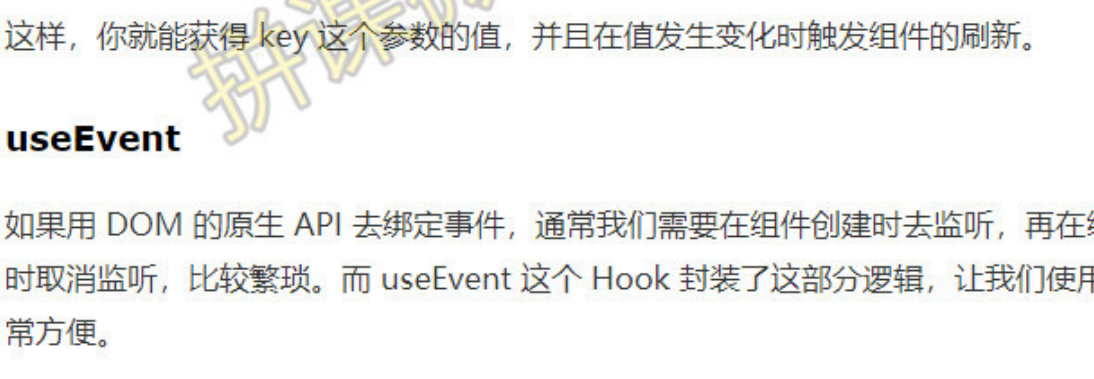 这样，你就能获得 key 这个参数的值，并且在值发生变化时触发组件的刷新。
拼课
useEvent
如果用 DOM 的原生 API 去绑定事件，通常我们需要在组件创建时去监听，再在
时取消监听，比较繁琐。而 useEvent 这个 Hook 封装了这部分逻辑，让我们使用
常方便。